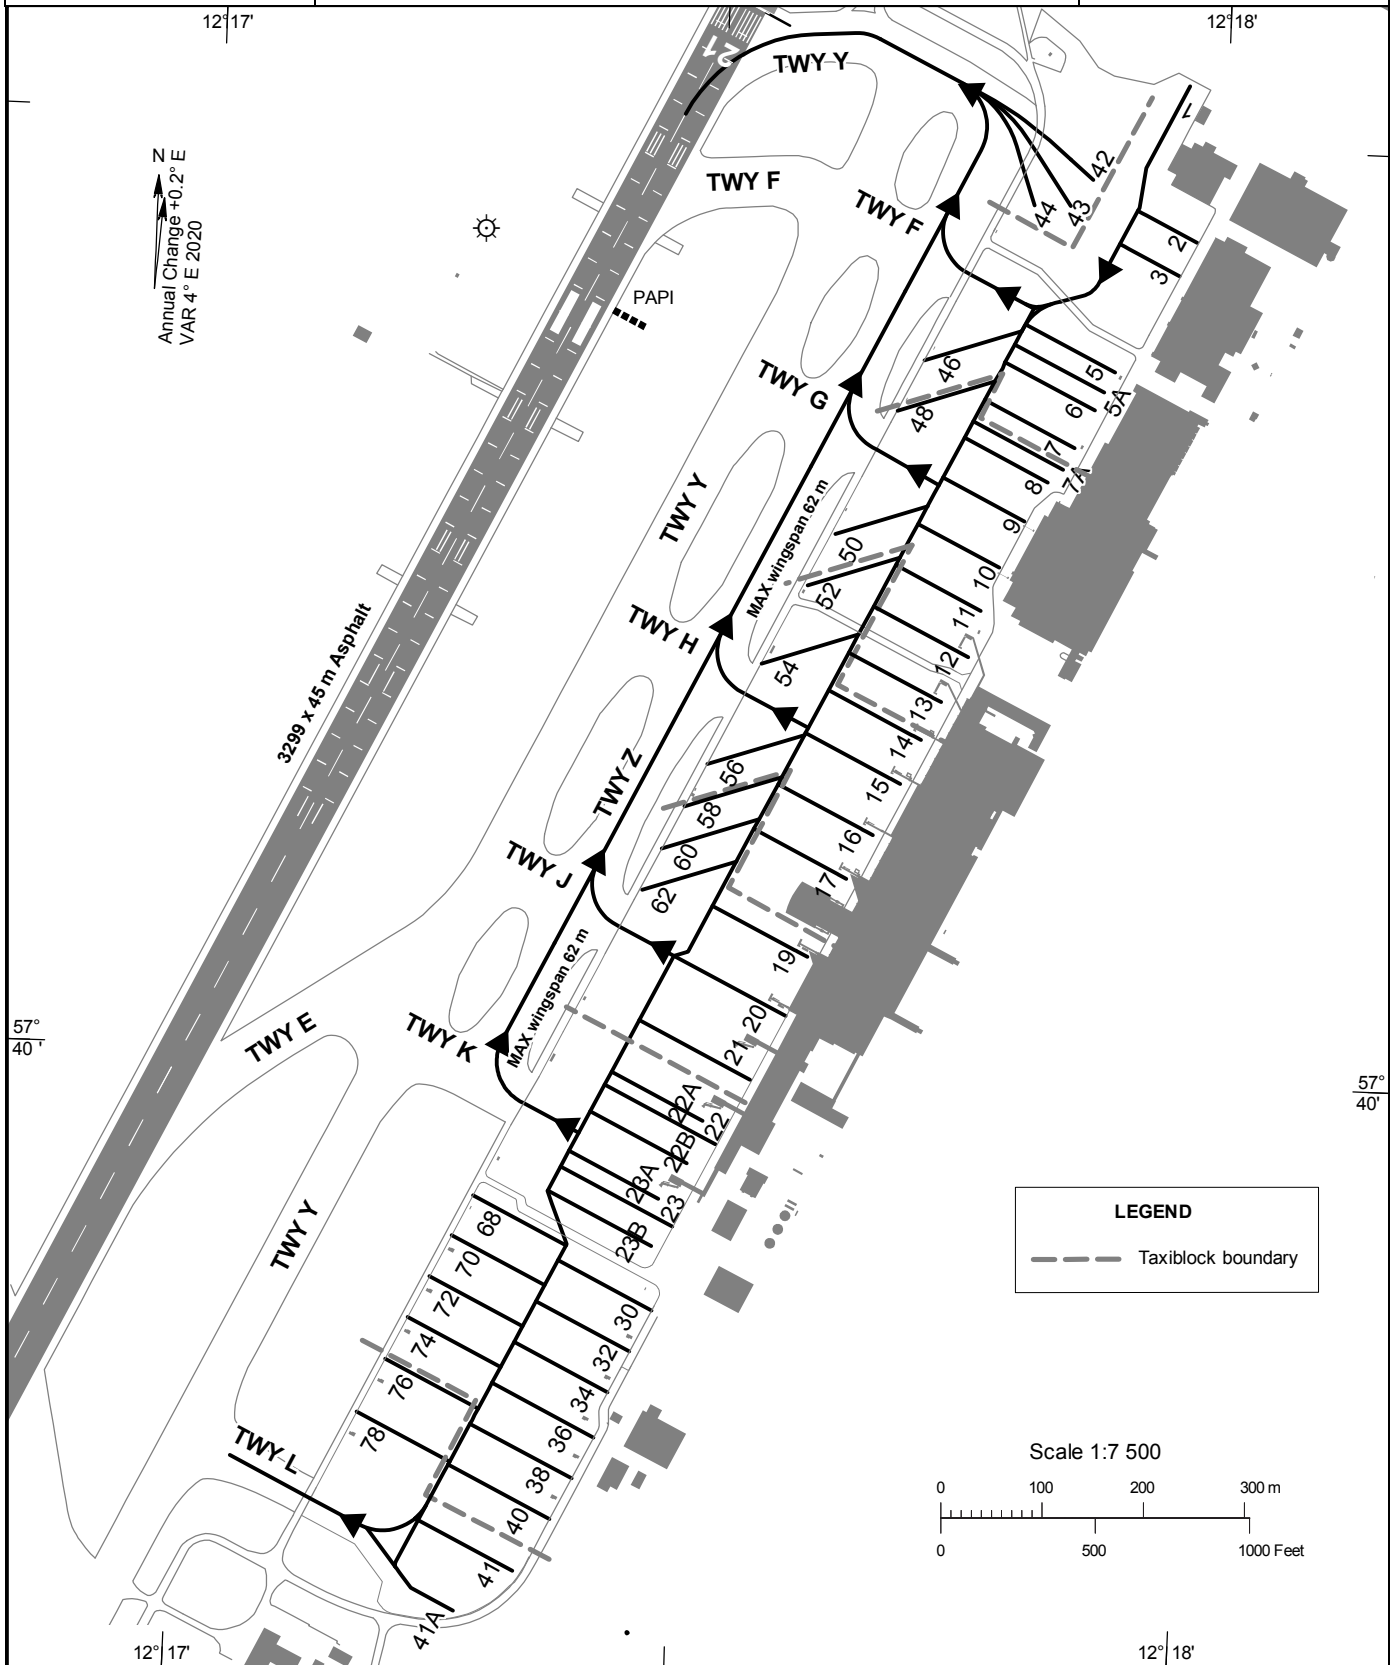 12°17'
12°18'
21
TWY Y
1
N
Annual Change +0.2° E
VAR 4° E 2020
TWY F
TWY F
42
43
44
2
3
PAPI
46
48
5
5A
6
7
7A
8
9
TWY G
TWY Y
MAX wingspan 62 m
50
52
54
10
11
12
13
14
15
16
17
TWY H
3299 x 45 m Asphalt
TWY Z
56
58
60
62
TWY J
MAX wingspan 62 m
19
20
21
22A
22
22B
23A
23
23B
57°
40'
TWY E
TWY K
57°
40'
TWY Y
68
70
72
74
76
78
30
32
34
36
38
40
41
41A
TWY L
LEGEND
Taxiblock boundary
Scale 1:7 500
0 100 200 300 m
0 500 1000 Feet
12°17'
12°18'